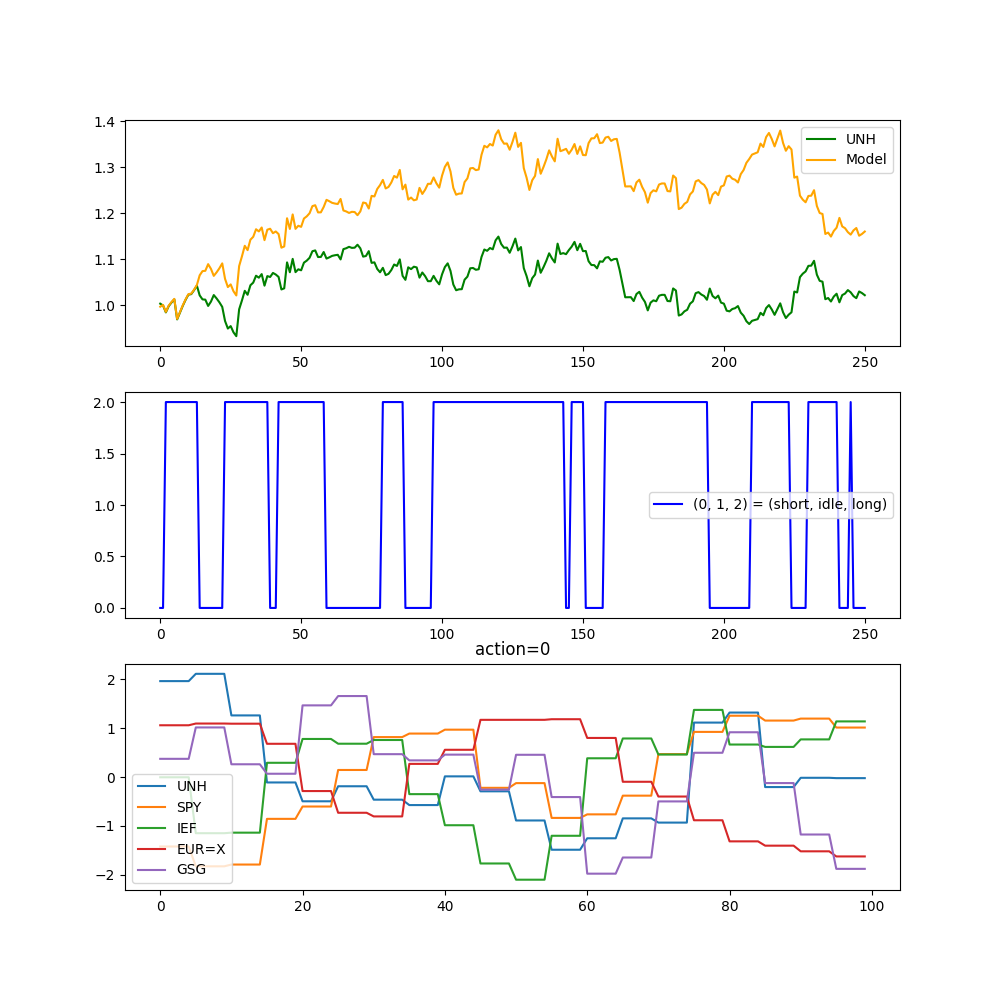 1.4
1.3
1.2
1.1
1.0
UNH
Model
0 50 100 150 200 250
2.0
1.5
1.0
0.5
0.0
(0, 1, 2) = (short, idle, long)
0 50 100 150 200 250
action=0
2
1
0
−1
−2
UNH
SPY
IEF
EUR=X
GSG
0 20 40 60 80 100